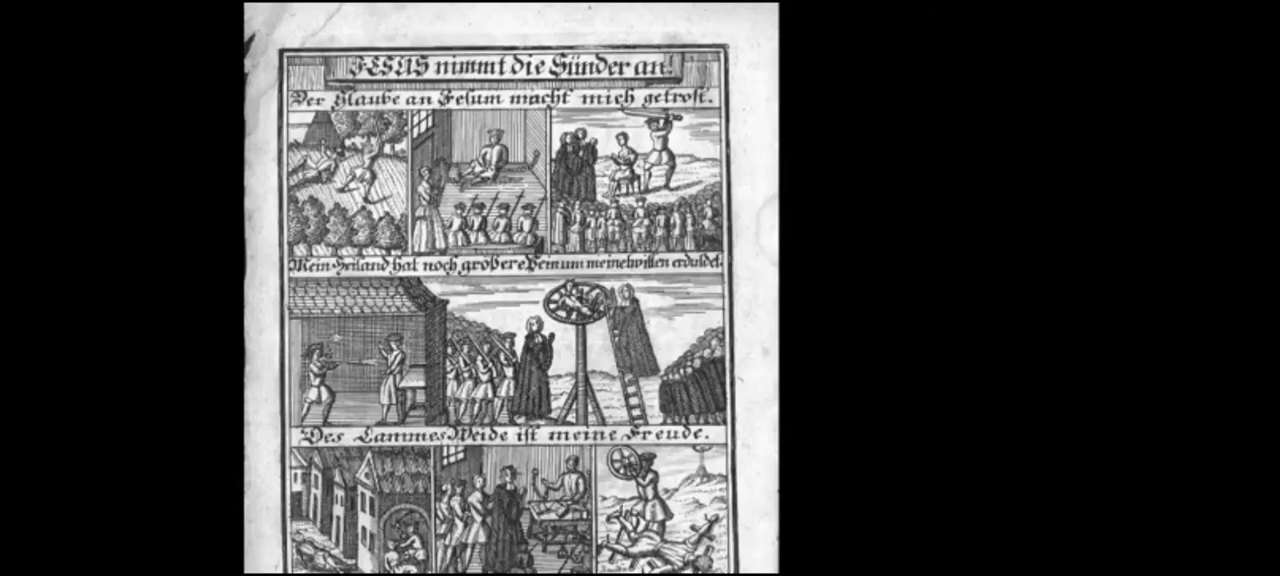 JESUS nimmt die Sünder an!
Der Glaube an Jesum macht mich getrost.
Mein Heiland hat noch größere Pein um meinetwillen erduldet.
Des Lammes Weide ist meine Freude.